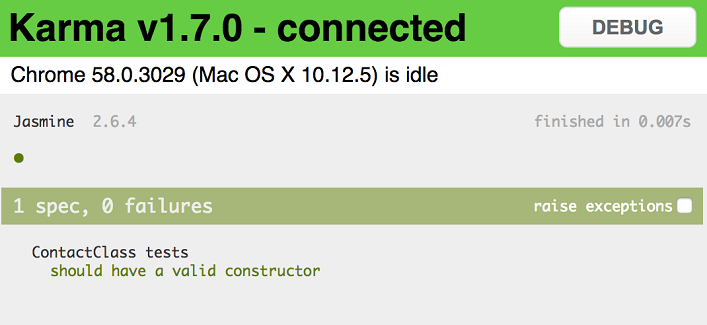 Karma v1.7.0 - connected
DEBUG
Chrome 58.0.3029 (Mac OS X 10.12.5) is idle
Jasmine 2.6.4
finished in 0.007s
1 spec, 0 failures
raise exceptions
ContactClass tests
should have a valid constructor